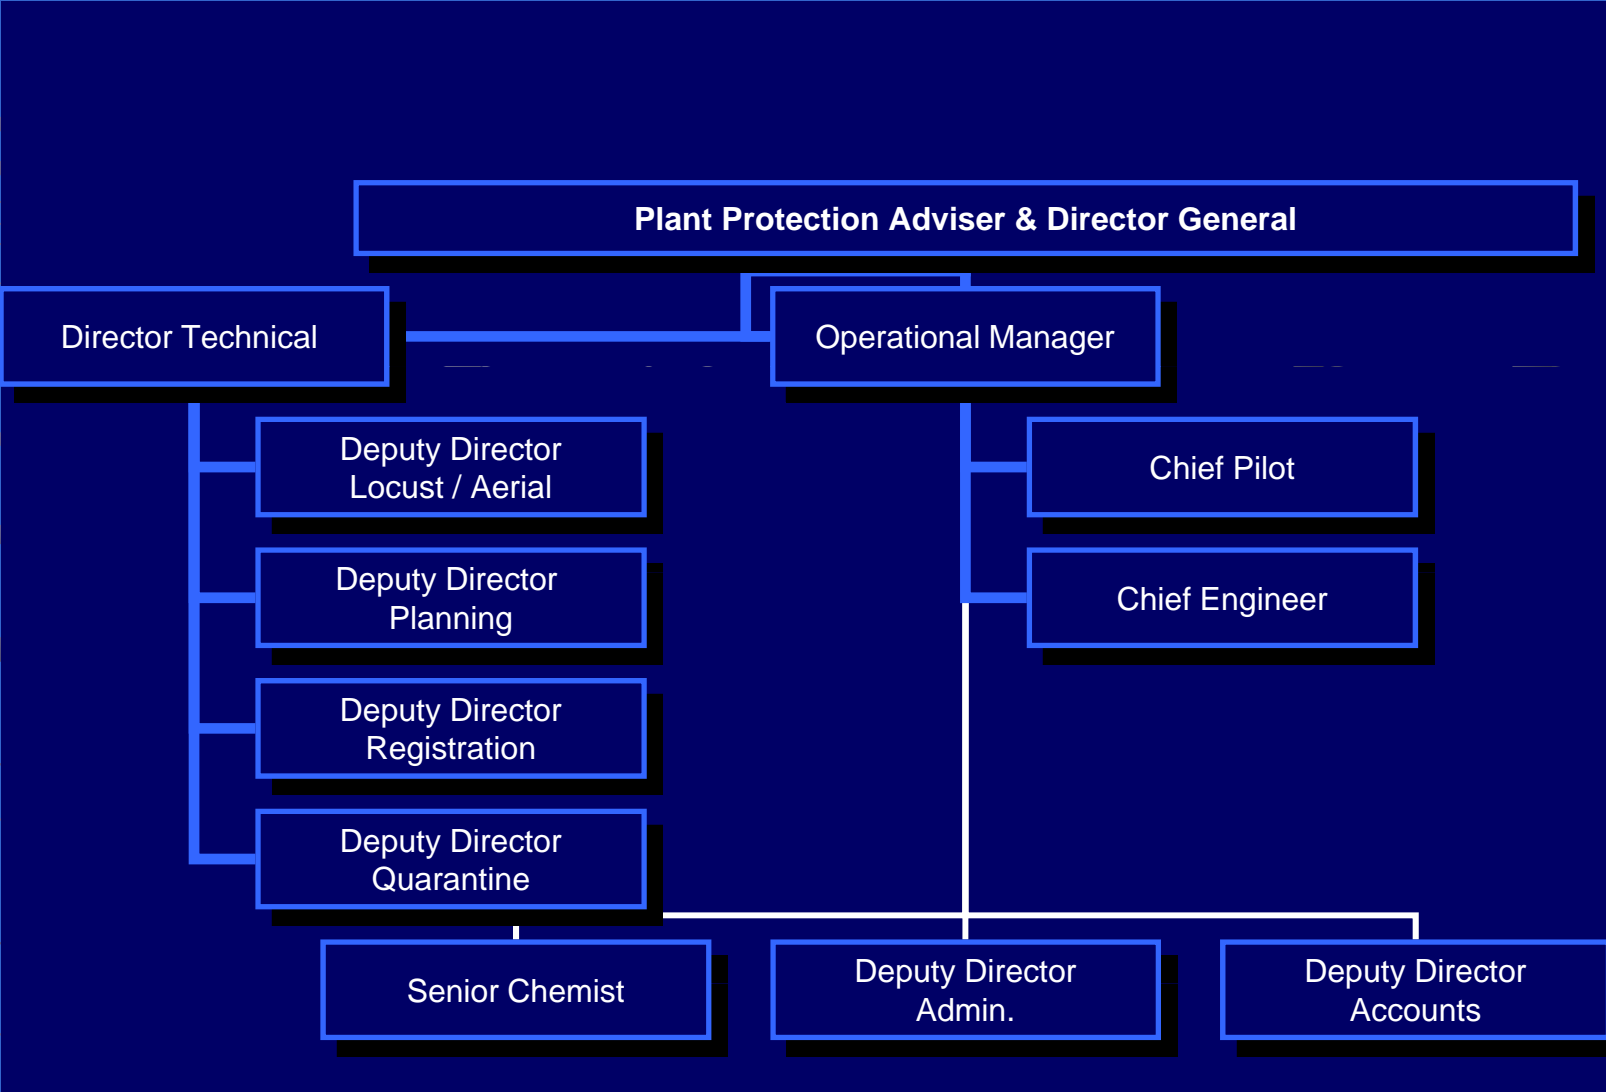 Plant Protection Adviser & Director General
Director Technical
Operational Manager
Deputy Director
Locust / Aerial
Chief Pilot
Deputy Director
Planning
Chief Engineer
Deputy Director
Registration
Deputy Director
Quarantine
Senior Chemist
Deputy Director
Admin.
Deputy Director
Accounts